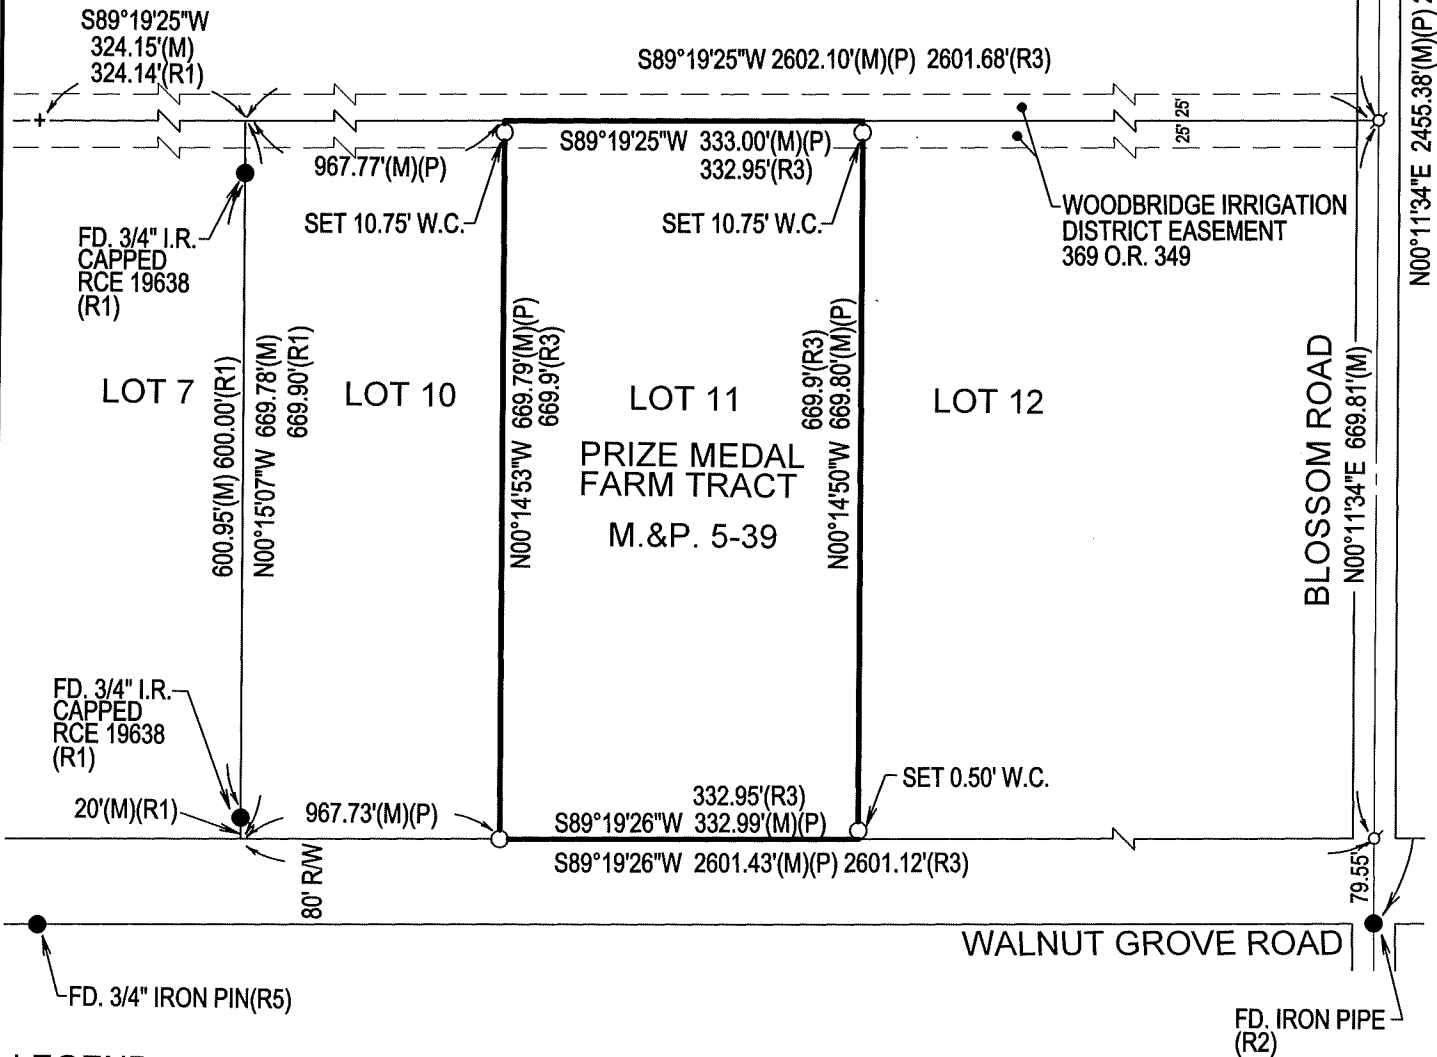 S89°19'25"W
324.15'(M)
324.14'(R1)
S89°19'25"W 2602.10'(M)(P) 2601.68'(R3)
N00°11'34"E 2455.38'(M)(P)
S89°19'25"W 333.00'(M)(P)
332.95'(R3)
25' 25'
967.77'(M)(P)
SET 10.75' W.C.
SET 10.75' W.C.
WOODBRIDGE IRRIGATION
DISTRICT EASEMENT
369 O.R. 349
FD. 3/4" I.R.
CAPPED
RCE 19638
(R1)
600.95'(M) 600.00'(R1)
N00°15'07"W 669.78'(M)
669.90'(R1)
N00°14'53"W 669.79'(M)(P)
669.9'(R3)
669.9'(R3)
N00°14'50"W 669.80'(M)(P)
BLOSSOM ROAD
N00°11'34"E 669.81'(M)
LOT 7
LOT 10
LOT 11
LOT 12
PRIZE MEDAL
FARM TRACT
M.&P. 5-39
FD. 3/4" I.R.
CAPPED
RCE 19638
(R1)
20'(M)(R1)
967.73'(M)(P)
332.95'(R3)
S89°19'26"W 332.99'(M)(P)
SET 0.50' W.C.
S89°19'26"W 2601.43'(M)(P) 2601.12'(R3)
80' R/W
79.55'
WALNUT GROVE ROAD
FD. 3/4" IRON PIN(R5)
FD. IRON PIPE
(R2)